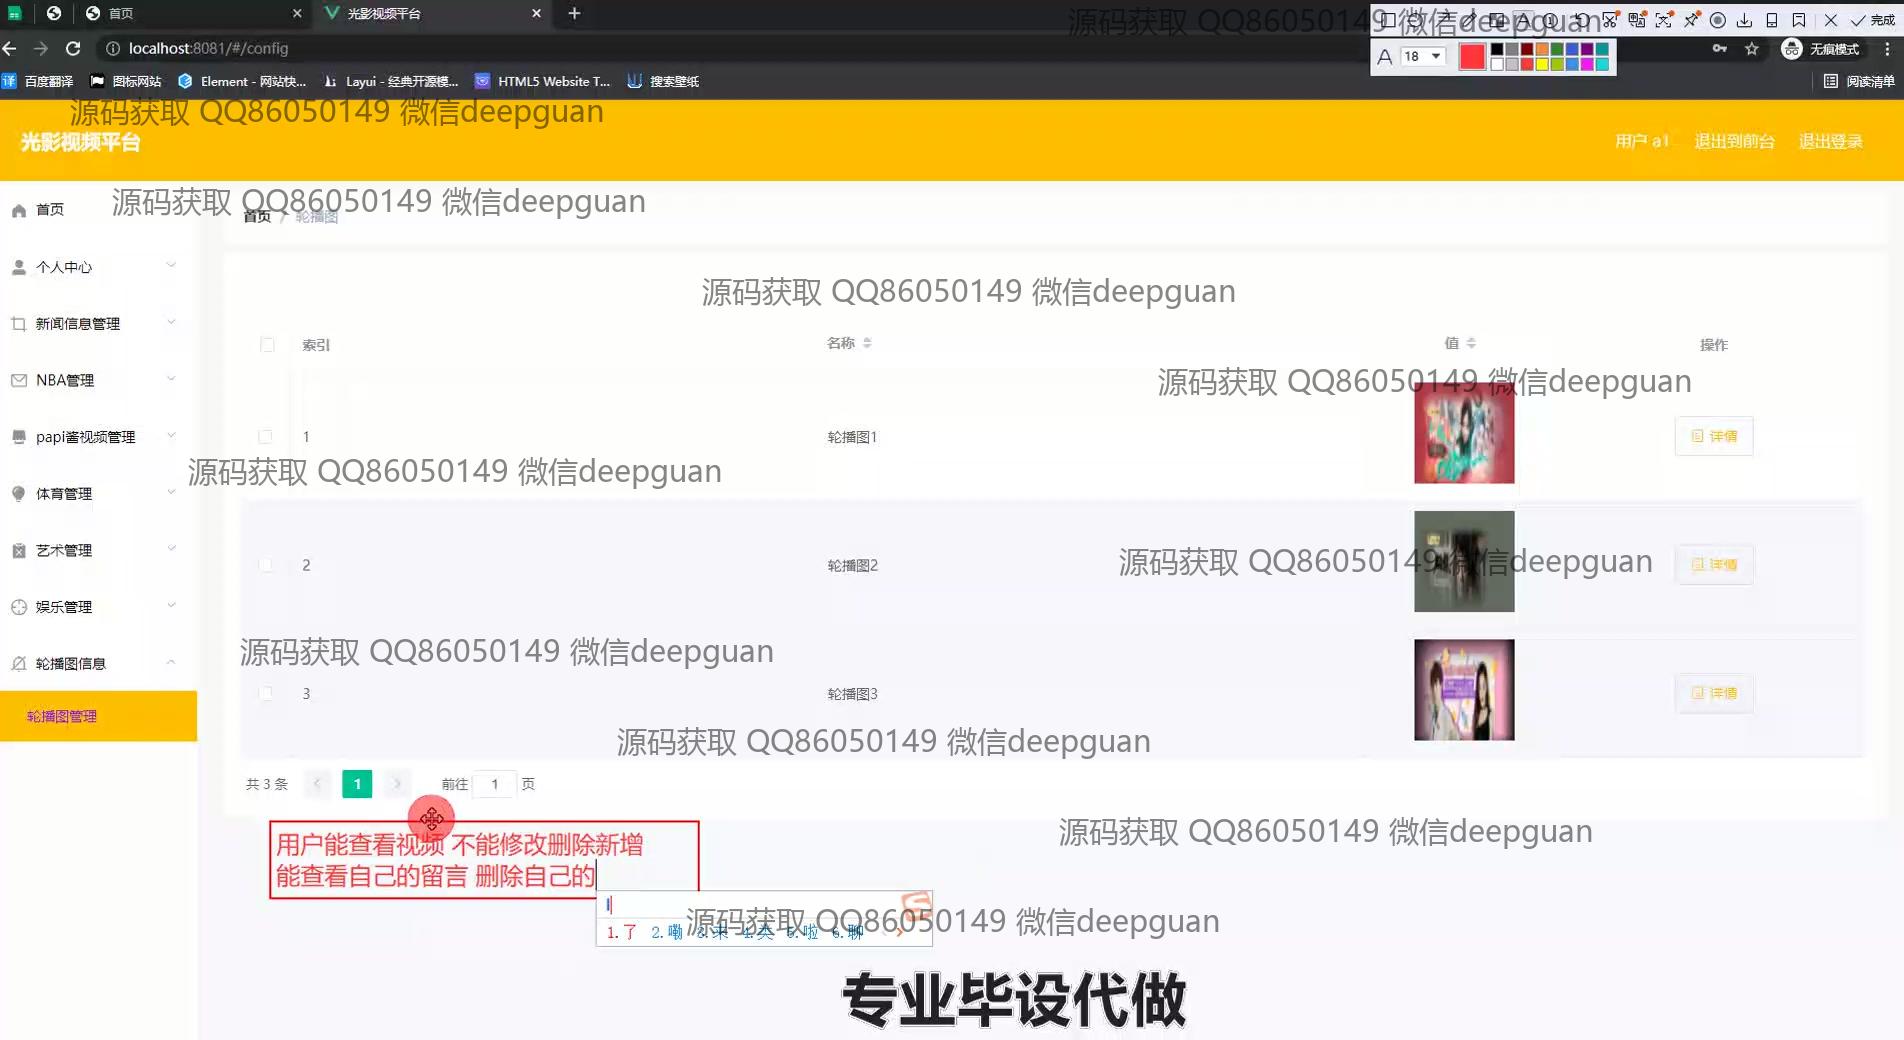 首页
光影视频平台
源码获取 QQ86050149 微信deepguan
完成
localhost:8081/#/config
A 18
无痕模式
百度翻译
图标网站
Element - 网站快...
Layui - 经典开源模...
HTML5 Website T...
搜索壁纸
阅读清单
源码获取 QQ86050149 微信deepguan
光影视频平台
用户 a1
退出到前台
退出登录
首页
源码获取 QQ86050149 微信deepguan
首页 / 轮播图
个人中心
源码获取 QQ86050149 微信deepguan
新闻信息管理
索引
名称
值
操作
NBA管理
源码获取 QQ86050149 微信deepguan
papi酱视频管理
1
轮播图1
详情
源码获取 QQ86050149 微信deepguan
体育管理
艺术管理
2
轮播图2
源码获取 QQ86050149 微信deepguan
详情
娱乐管理
源码获取 QQ86050149 微信deepguan
轮播图信息
3
轮播图3
详情
轮播图管理
源码获取 QQ86050149 微信deepguan
共 3 条
1
前往 1 页
用户能查看视频 不能修改删除新增
能查看自己的留言 删除自己的
源码获取 QQ86050149 微信deepguan
l
源码获取 QQ86050149 微信deepguan
1.了 2.嘞 3.来 4.类 5.啦 6.聊
专业毕设代做